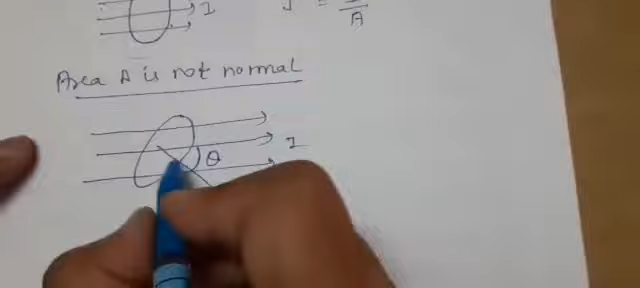 I
J = I/A
Area A is not normal
I
θ